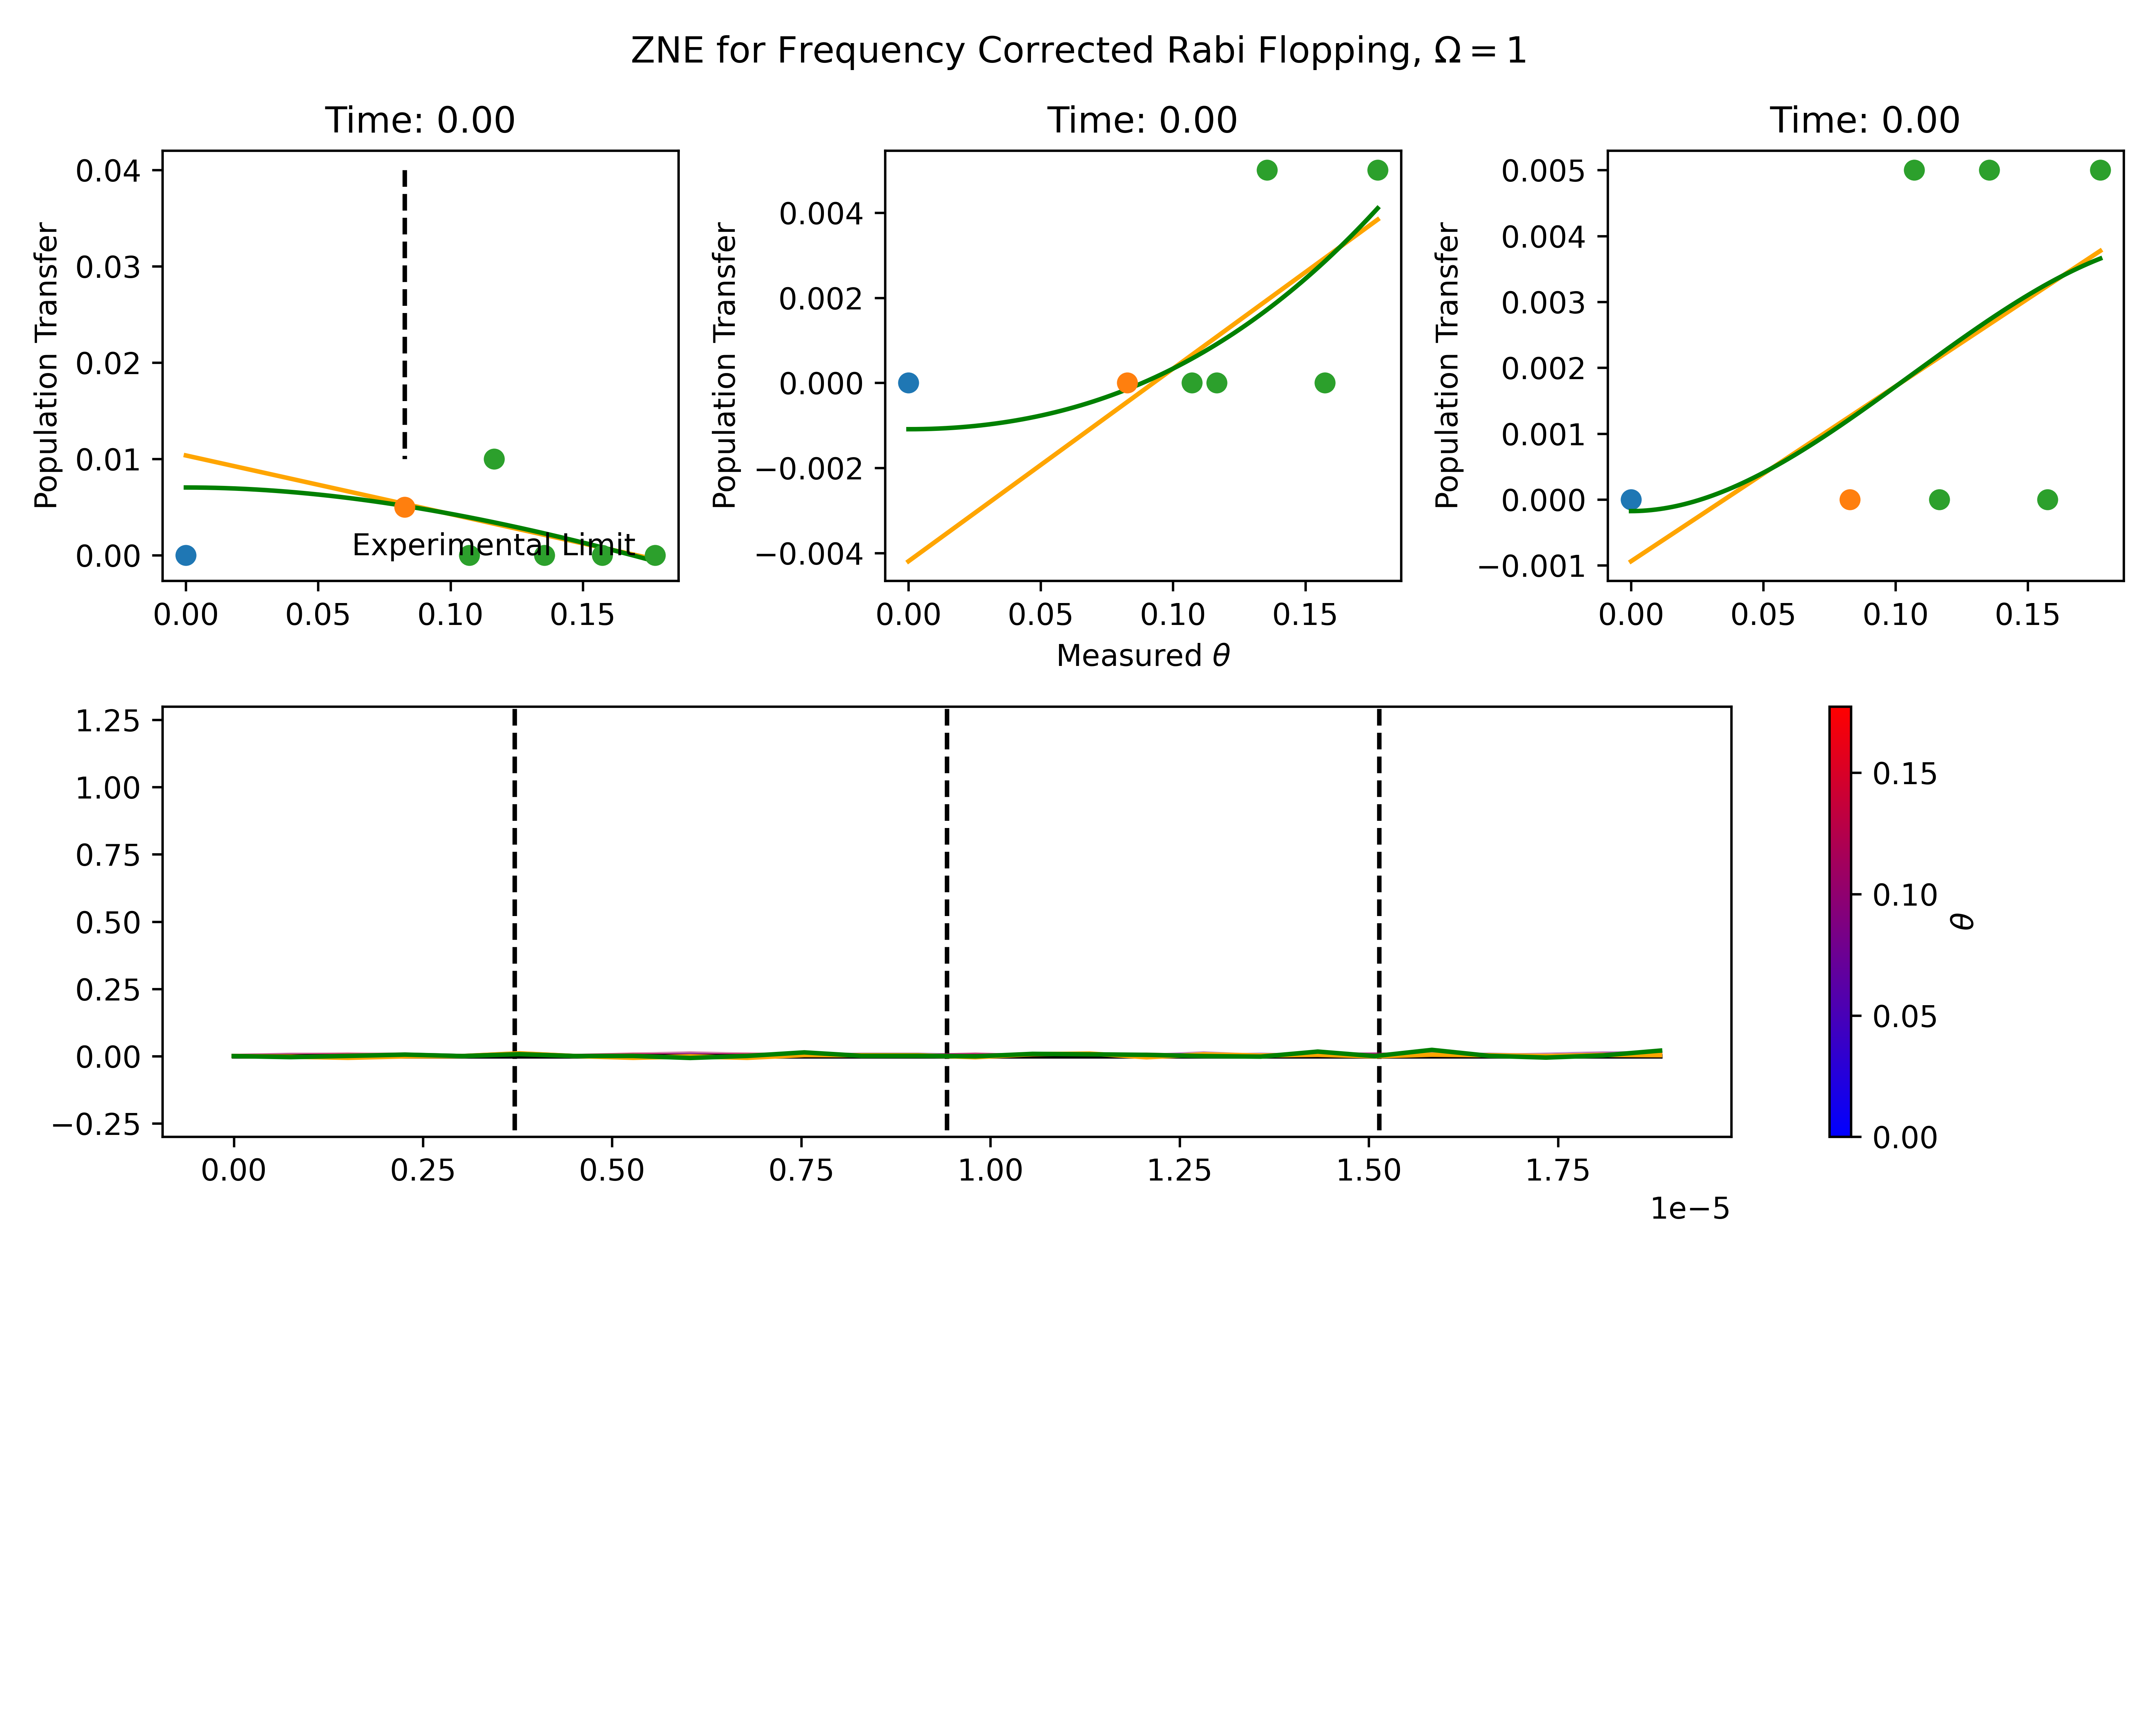 ZNE for Frequency Corrected Rabi Flopping, Ω = 1
Time: 0.00
Time: 0.00
Time: 0.00
Population Transfer
0.04
0.03
0.02
0.01
0.00
Experimental Limit
0.00 0.05 0.10 0.15
Population Transfer
0.004
0.002
0.000
−0.002
−0.004
0.00 0.05 0.10 0.15
Measured θ
Population Transfer
0.005
0.004
0.003
0.002
0.001
0.000
−0.001
0.00 0.05 0.10 0.15
1.25
1.00
0.75
0.50
0.25
0.00
−0.25
0.00 0.25 0.50 0.75 1.00 1.25 1.50 1.75
1e−5
0.15
0.10
0.05
0.00
θ